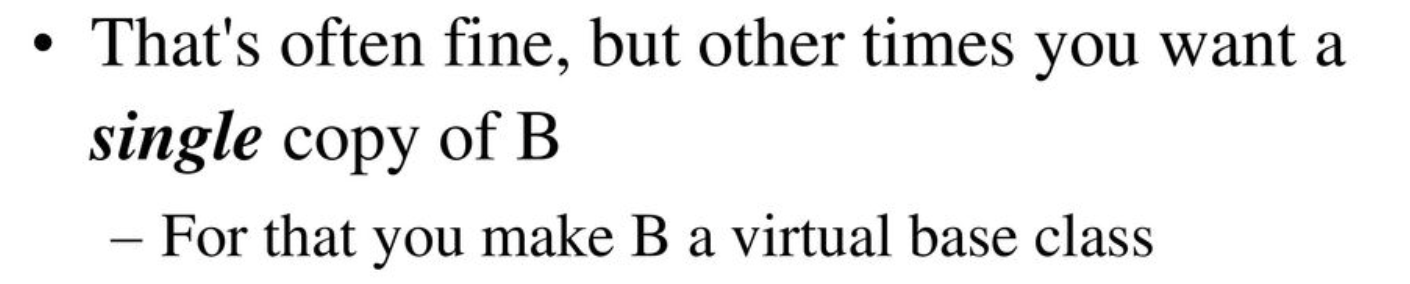 • That's often fine, but other times you want a
single copy of B
– For that you make B a virtual base class